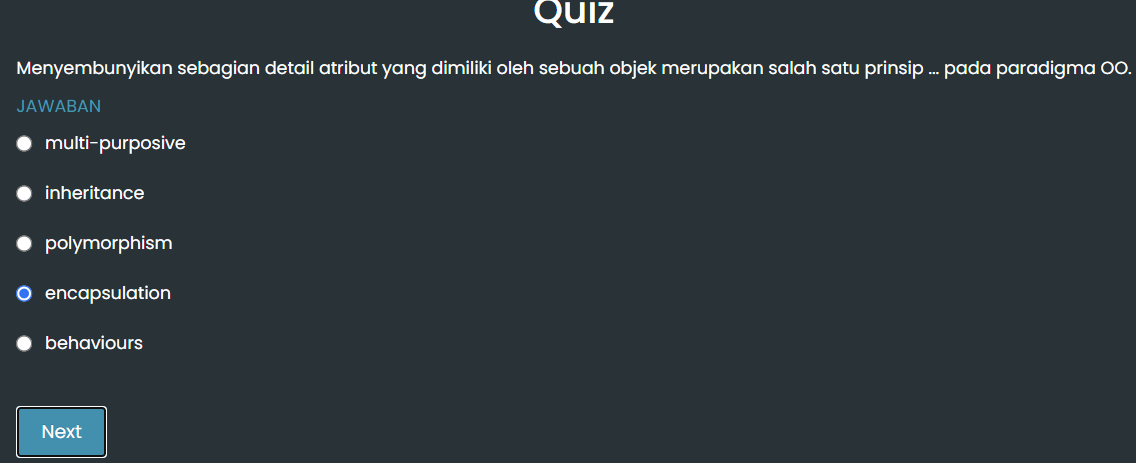 Quiz
Menyembunyikan sebagian detail atribut yang dimiliki oleh sebuah objek merupakan salah satu prinsip ... pada paradigma OO.
JAWABAN
multi-purposive
inheritance
polymorphism
encapsulation
behaviours
Next